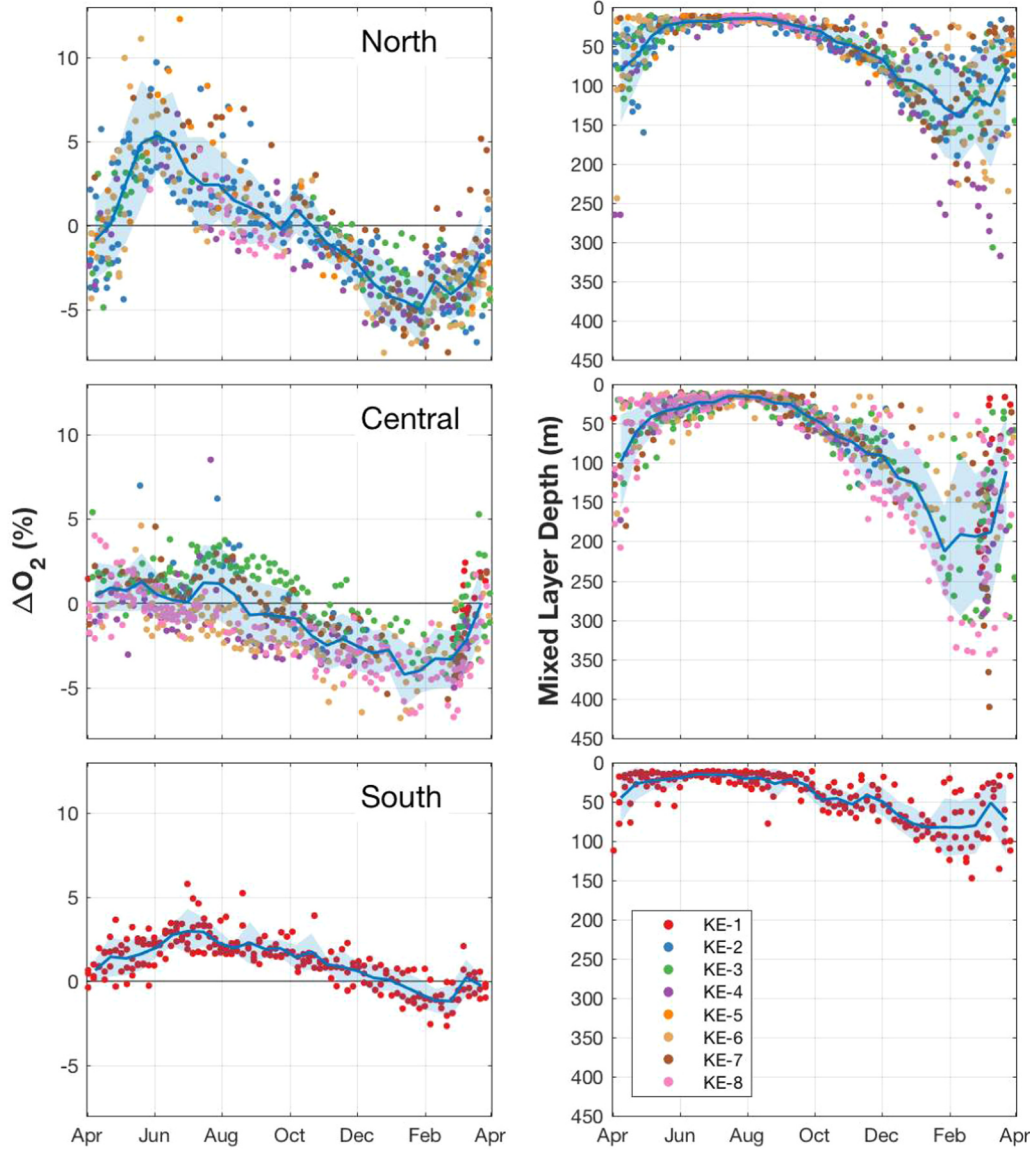 North
10
5
0
-5
ΔO2 (%)
Central
10
5
0
-5
South
10
5
0
-5
Apr Jun Aug Oct Dec Feb Apr
Mixed Layer Depth (m)
0
50
100
150
200
250
300
350
400
450
0
50
100
150
200
250
300
350
400
450
0
50
100
150
200
250
300
350
400
450
KE-1
KE-2
KE-3
KE-4
KE-5
KE-6
KE-7
KE-8
Apr Jun Aug Oct Dec Feb Apr